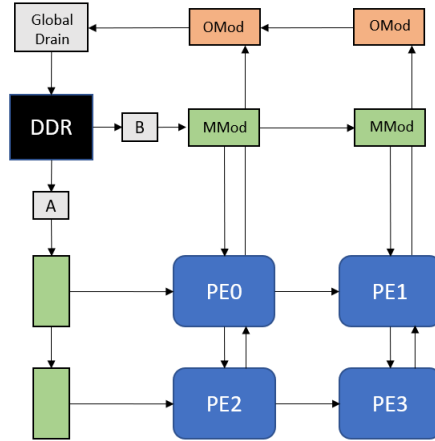 Global
Drain
OMod
OMod
DDR
B
MMod
MMod
A
PE0
PE1
PE2
PE3